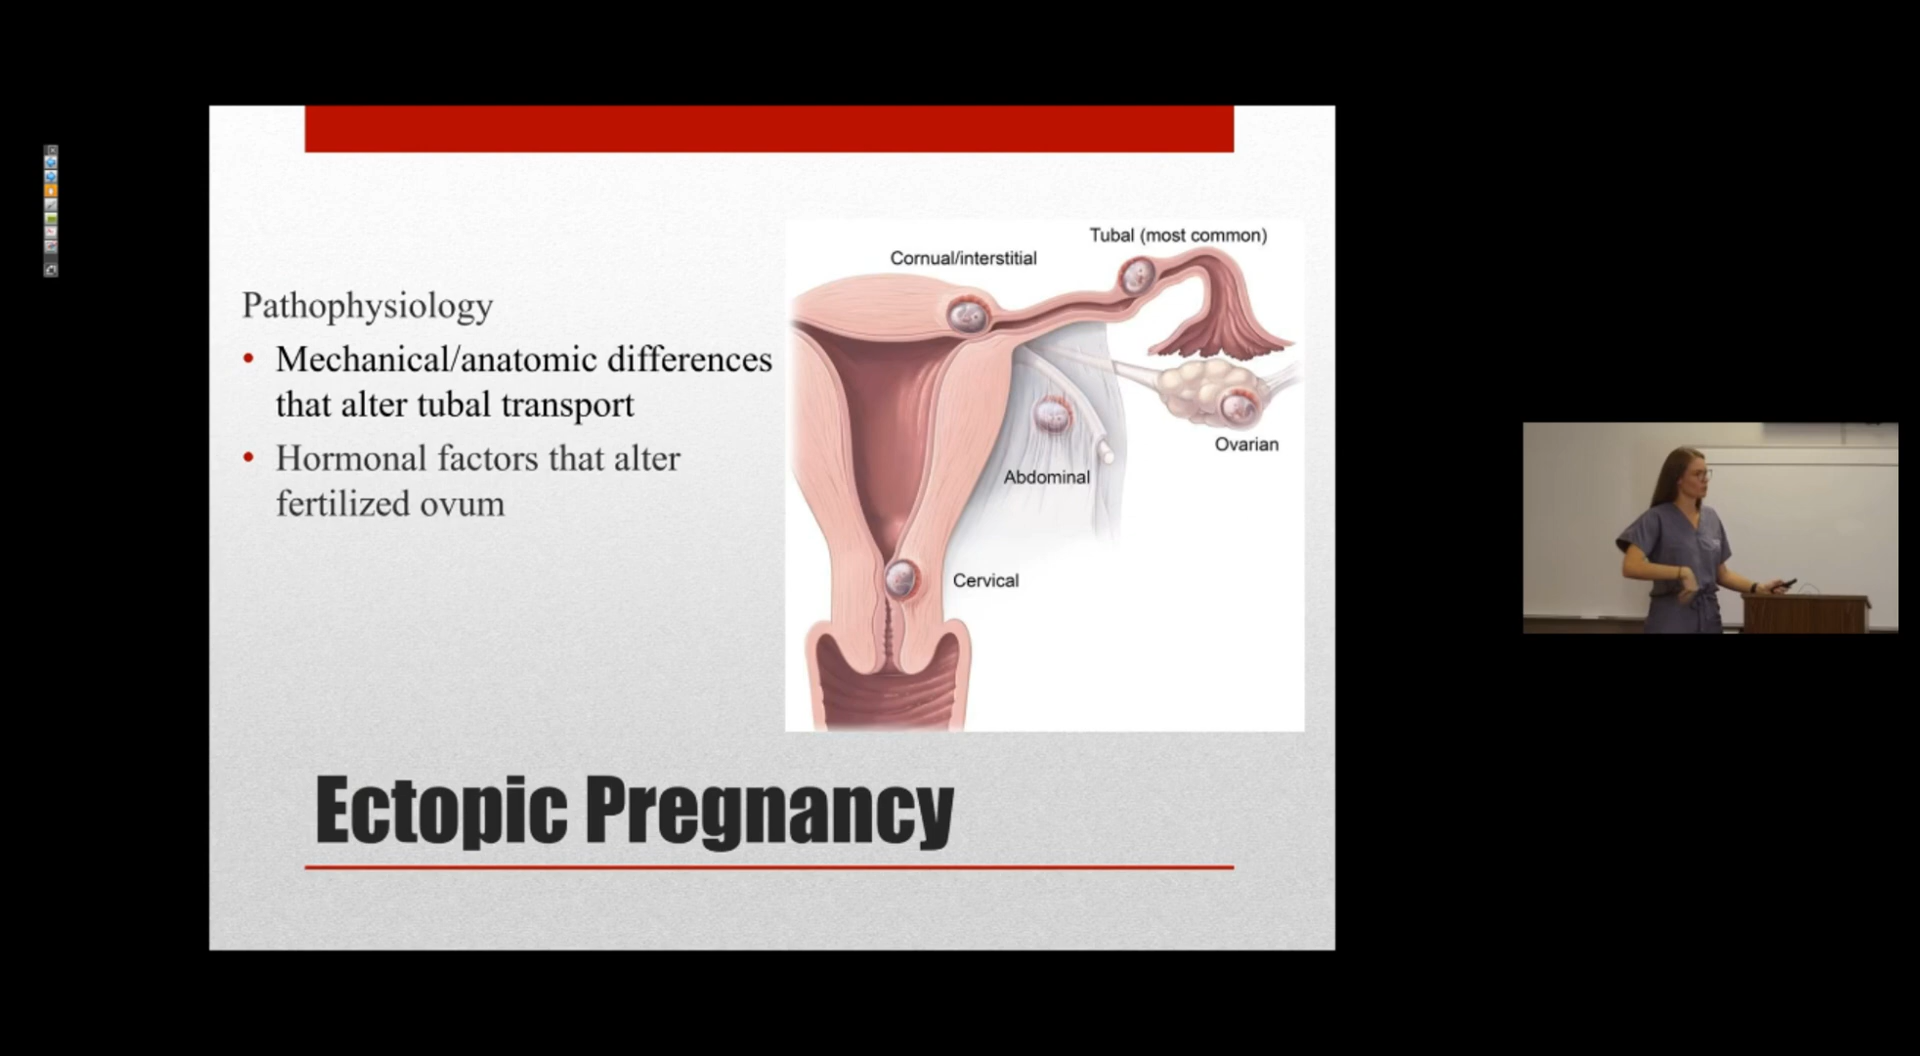 Pathophysiology
• Mechanical/anatomic differences
that alter tubal transport
• Hormonal factors that alter
fertilized ovum
Tubal (most common)
Cornual/interstitial
Ovarian
Abdominal
Cervical
Ectopic Pregnancy